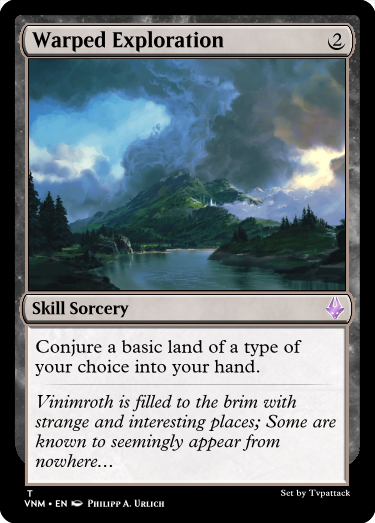 Warped Exploration 2
Skill Sorcery
Conjure a basic land of a type of
your choice into your hand.
Vinimroth is filled to the brim with
strange and interesting places; Some are
known to seemingly appear from
nowhere...
T
Set by Tvpattack
VNM • EN Philipp A. Urlich